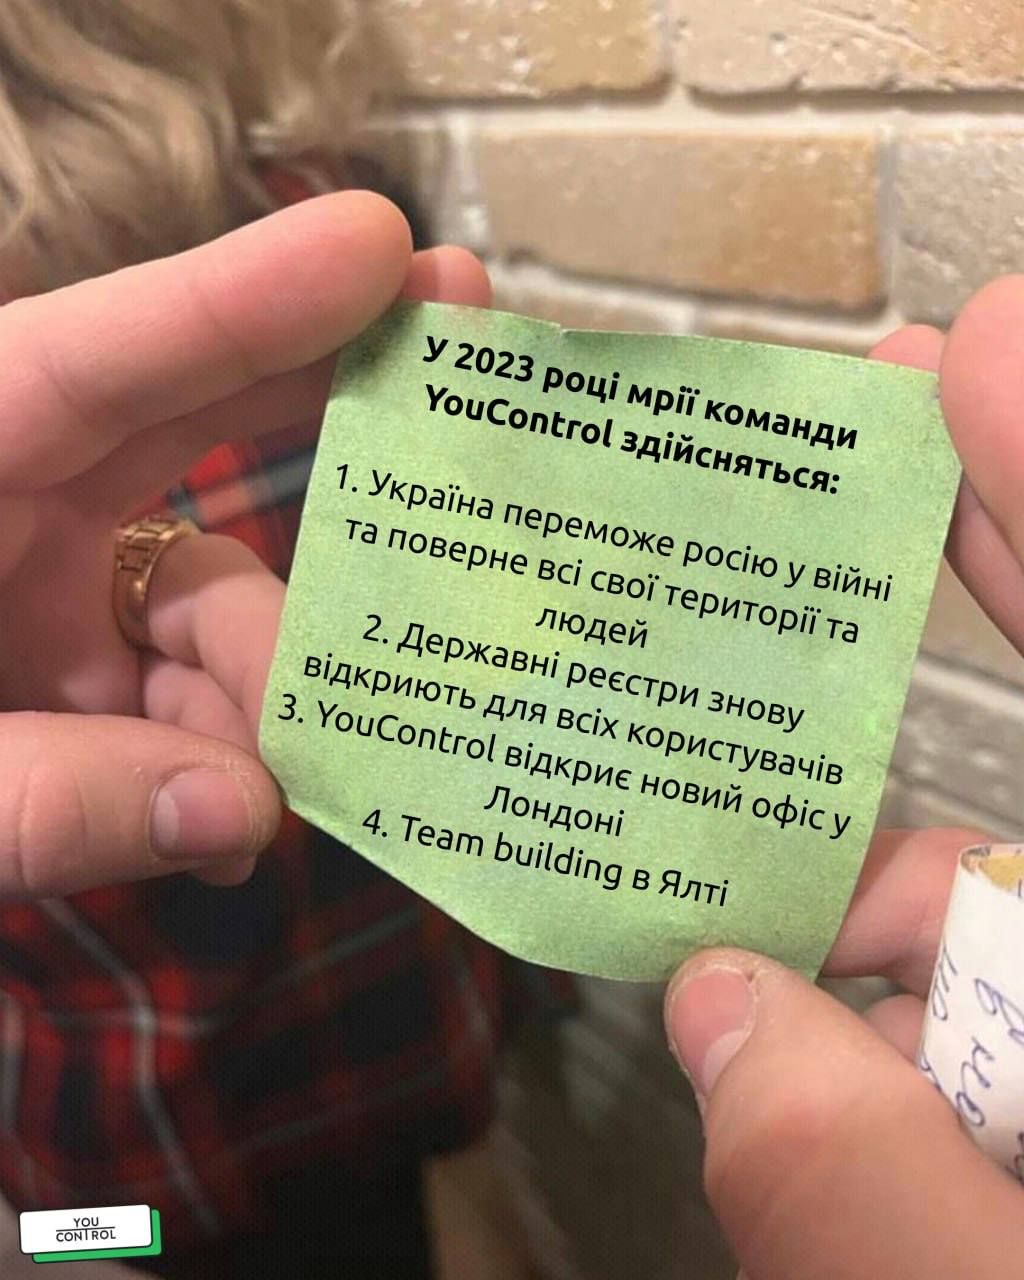 У 2023 році мрії команди
YouControl здійсняться:
1. Україна переможе росію у війні
та поверне всі свої території та
людей
2. Державні реєстри знову
відкриють для всіх користувачів
3. YouControl відкриє новий офіс у
Лондоні
4. Team building в Ялті
YOU
CONTROL